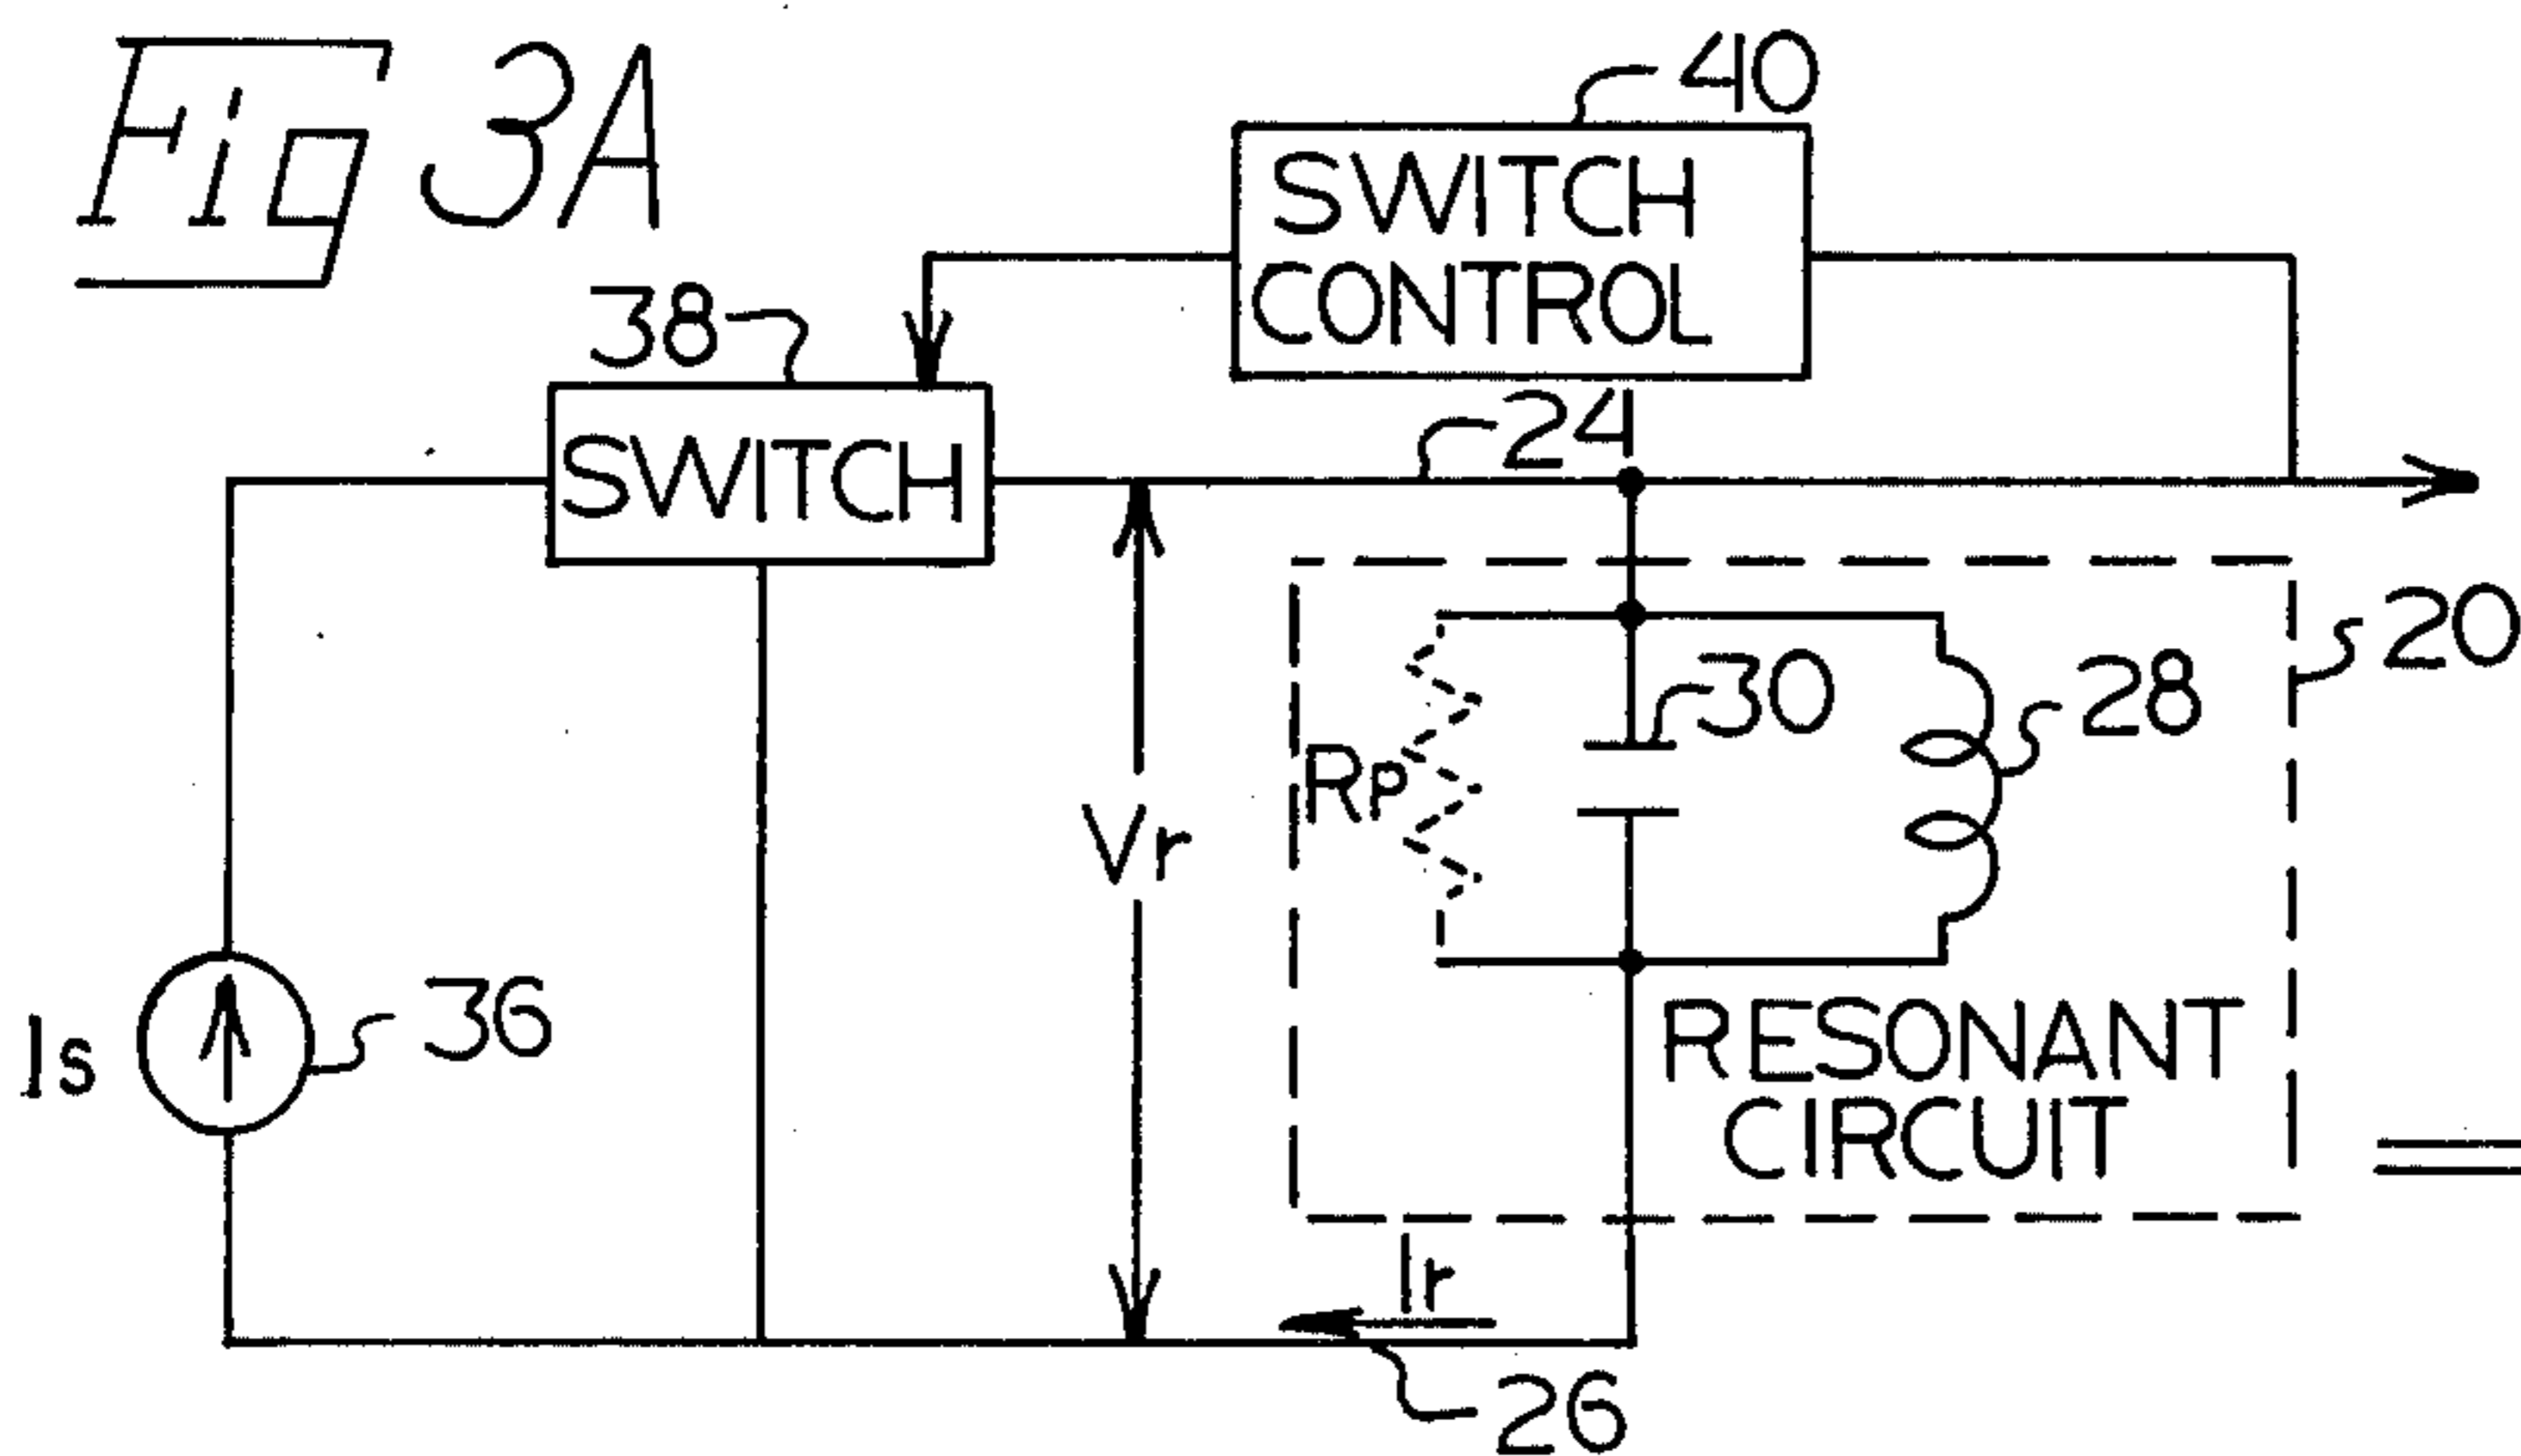 Fig 3A
40
SWITCH
CONTROL
38
24
SWITCH
20
30
28
Rp
Vr
36
Is
RESONANT
CIRCUIT
Ir
26